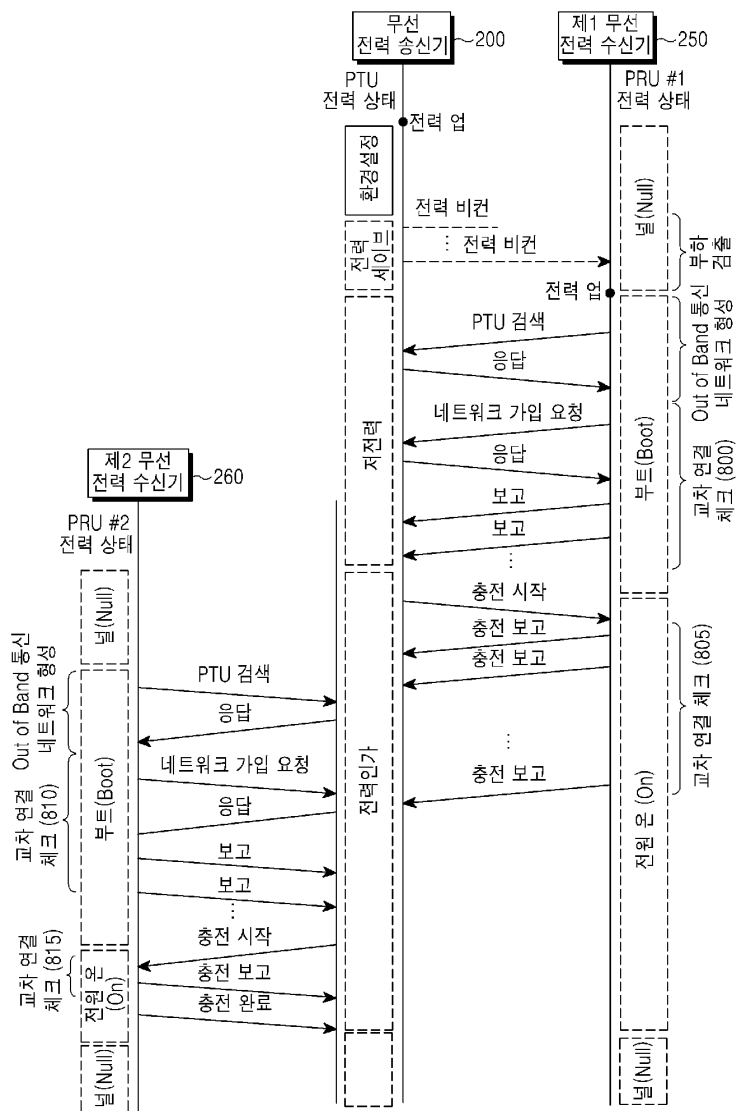 무선
전력 송신기
200
제1 무선
전력 수신기
250
PTU
전력 상태
PRU #1
전력 상태
전력 업
환경설정
널(Null)
전력 비컨
전력
세이브
⋮ 전력 비컨
부하
검출
전력 업
PTU 검색
응답
Out of Band 통신
네트워크 형성
저전력
네트워크 가입 요청
응답
보고
보고
...
부트(Boot)
교차 연결
체크 (800)
제2 무선
전력 수신기
260
PRU #2
전력 상태
널(Null)
충전 시작
충전 보고
충전 보고
⋮
충전 보고
교차 연결 체크 (805)
전원 온 (On)
전력인가
PTU 검색
응답
Out of Band 통신
네트워크 형성
네트워크 가입 요청
응답
보고
보고
...
부트(Boot)
교차 연결
체크 (810)
충전 시작
충전 보고
충전 완료
교차 연결
체크 (815)
전원 온
(On)
널(Null)
널(Null)